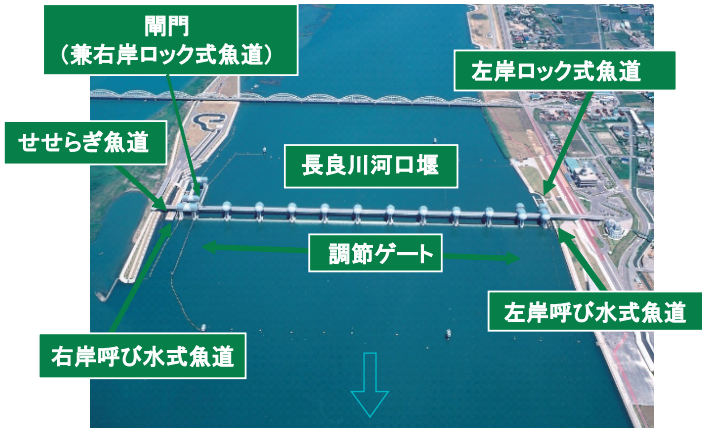 閘門
（兼右岸ロック式魚道）
左岸ロック式魚道
せせらぎ魚道
長良川河口堰
調節ゲート
左岸呼び水式魚道
右岸呼び水式魚道